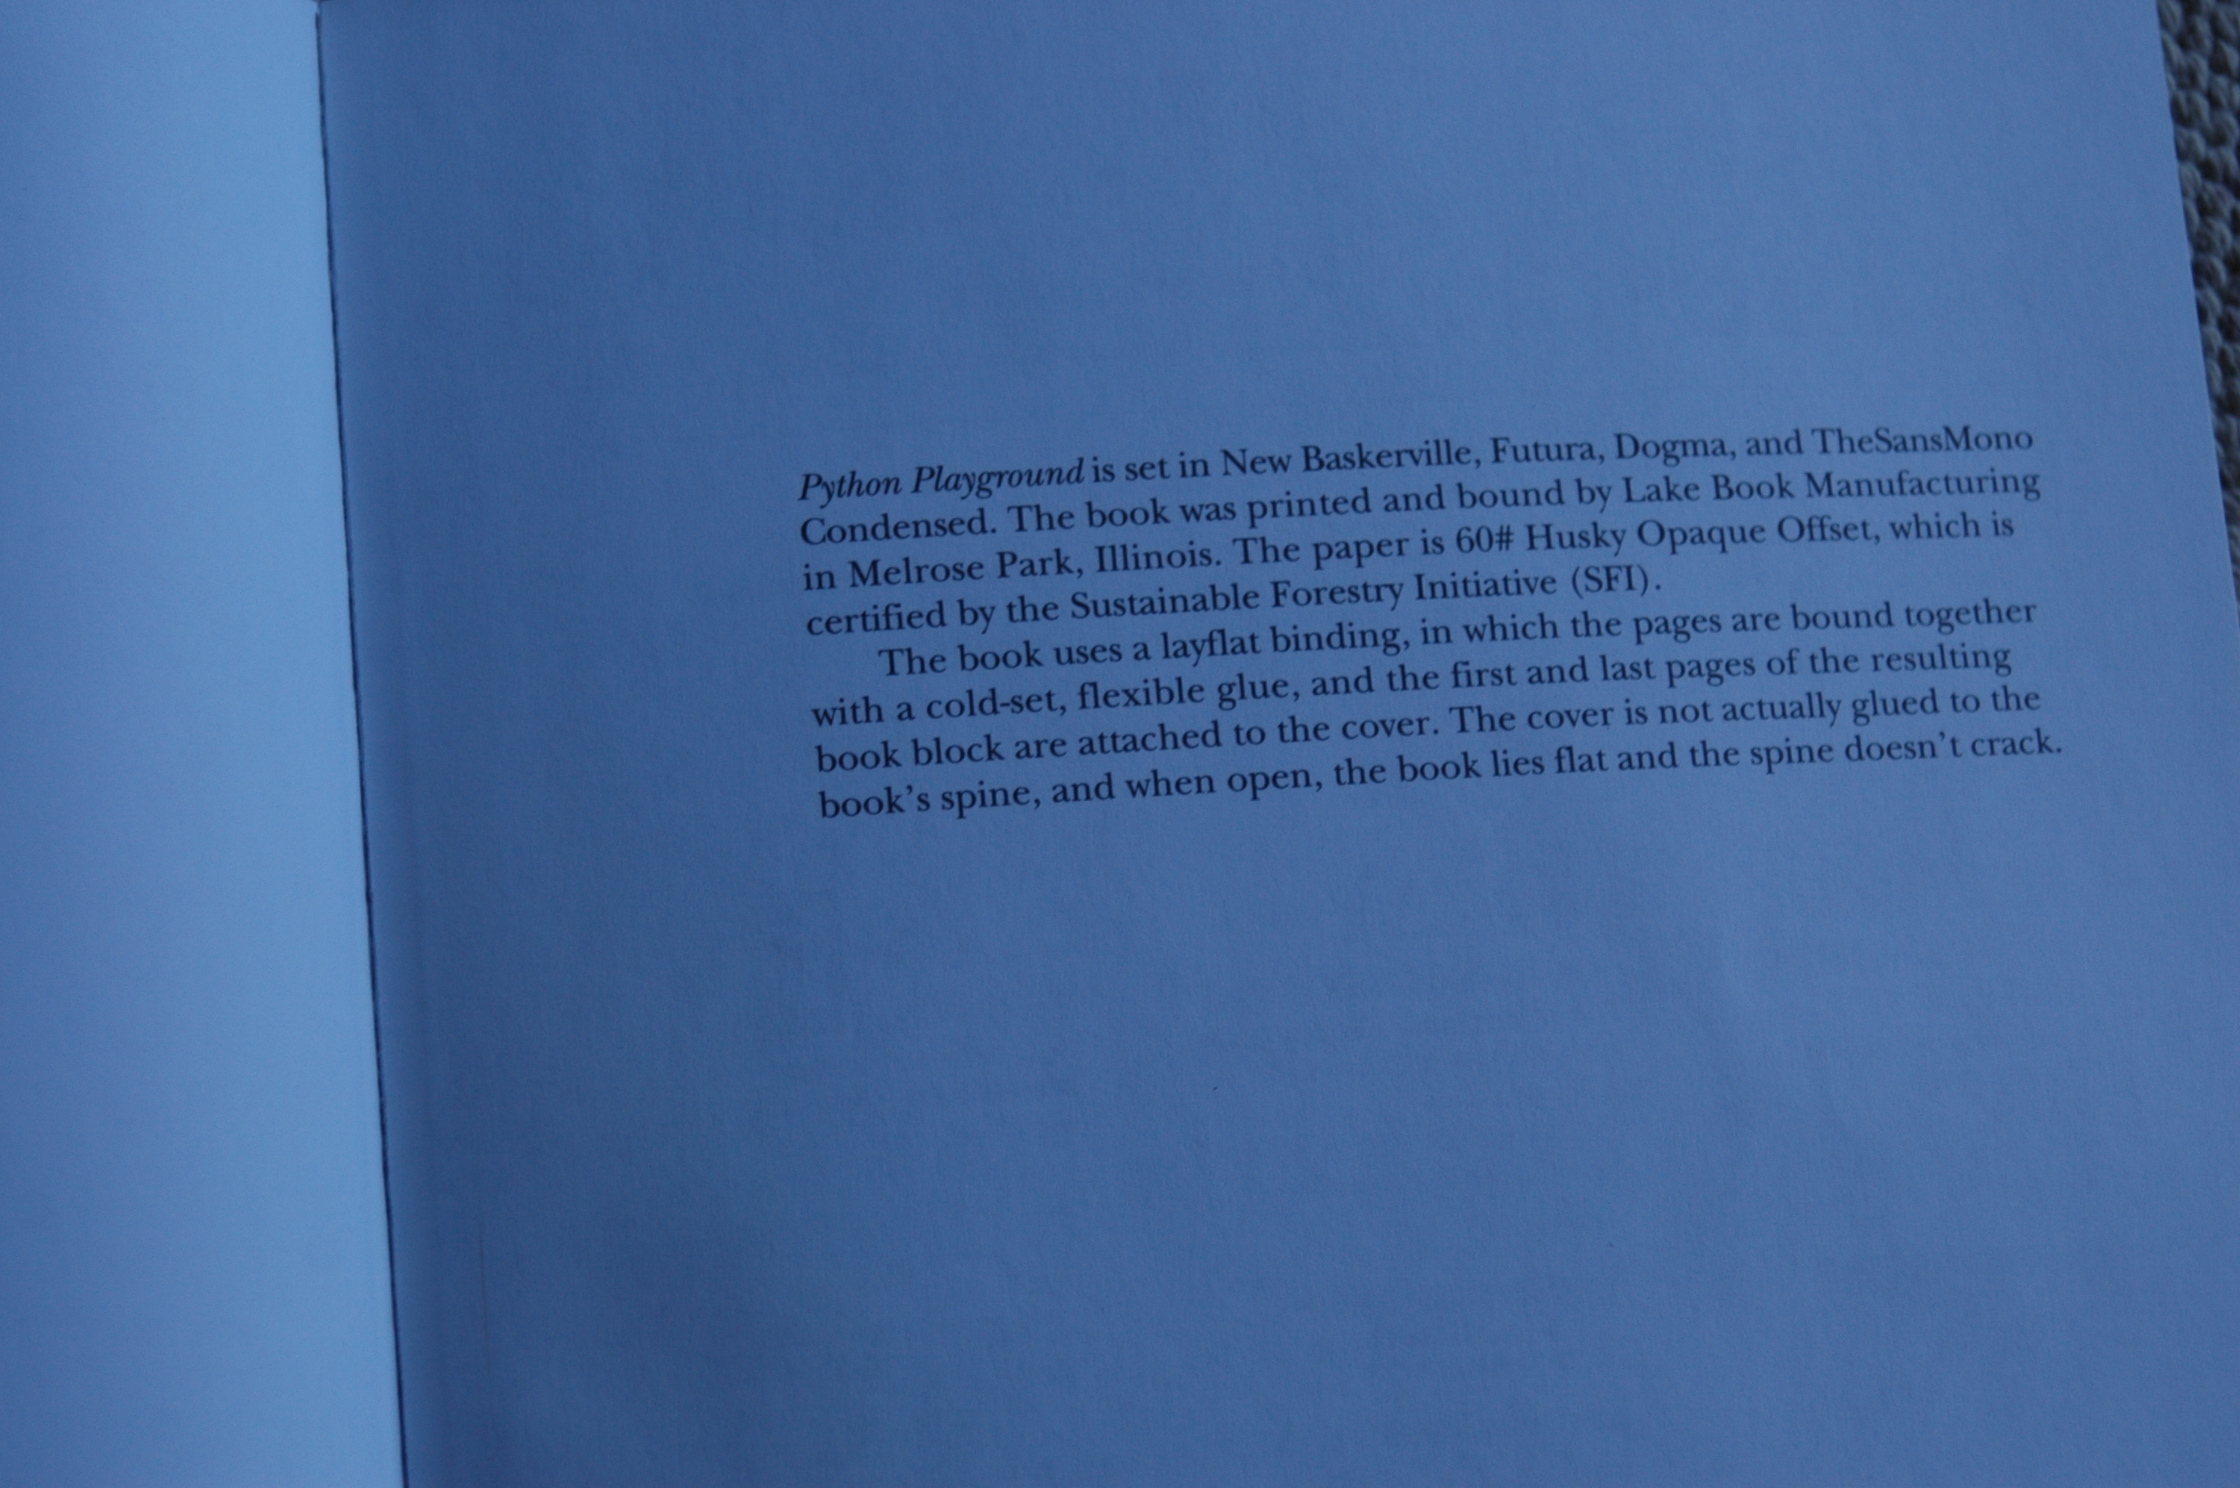 Python Playground is set in New Baskerville, Futura, Dogma, and TheSansMono
Condensed. The book was printed and bound by Lake Book Manufacturing
in Melrose Park, Illinois. The paper is 60# Husky Opaque Offset, which is
certified by the Sustainable Forestry Initiative (SFI).
The book uses a layflat binding, in which the pages are bound together
with a cold-set, flexible glue, and the first and last pages of the resulting
book block are attached to the cover. The cover is not actually glued to the
book’s spine, and when open, the book lies flat and the spine doesn’t crack.